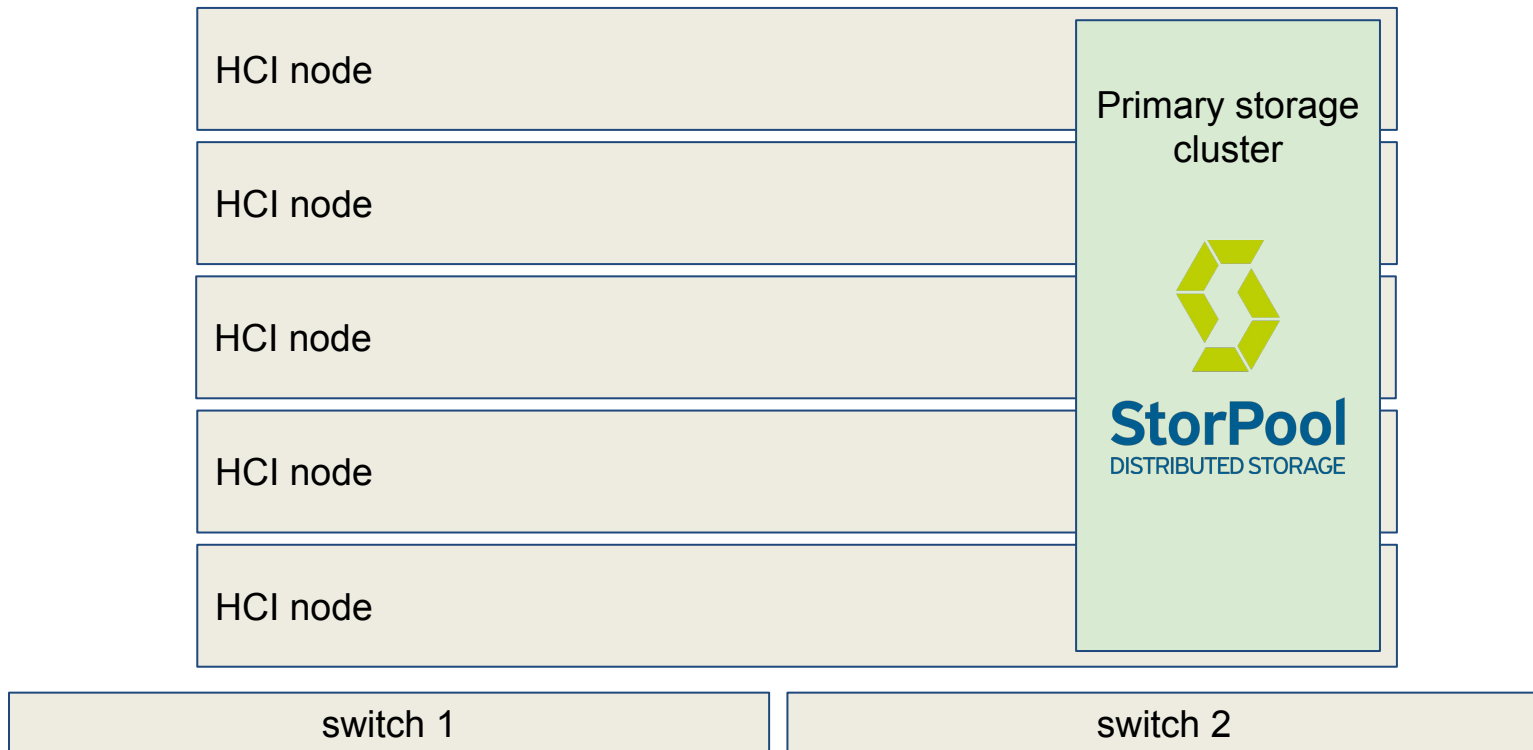 HCI node
Primary storage
cluster
HCI node
HCI node
StorPool
DISTRIBUTED STORAGE
HCI node
HCI node
switch 1
switch 2